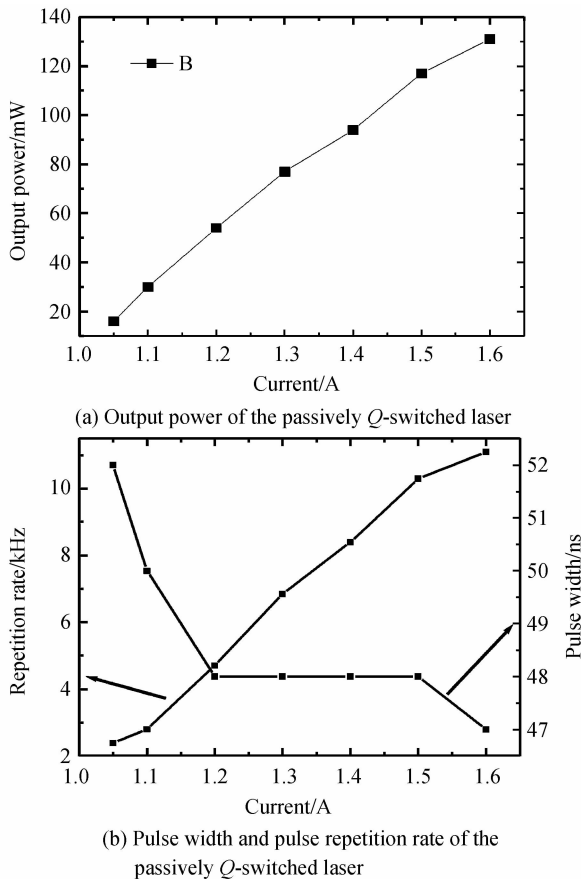 140
120
100
80
60
40
20
Output power/mW
B
1.0 1.1 1.2 1.3 1.4 1.5 1.6
Current/A
(a) Output power of the passively Q-switched laser
10
8
6
4
2
Repetition rate/kHz
52
51
50
49
48
47
Pulse width/ns
1.0 1.1 1.2 1.3 1.4 1.5 1.6
Current/A
(b) Pulse width and pulse repetition rate of the
passively Q-switched laser